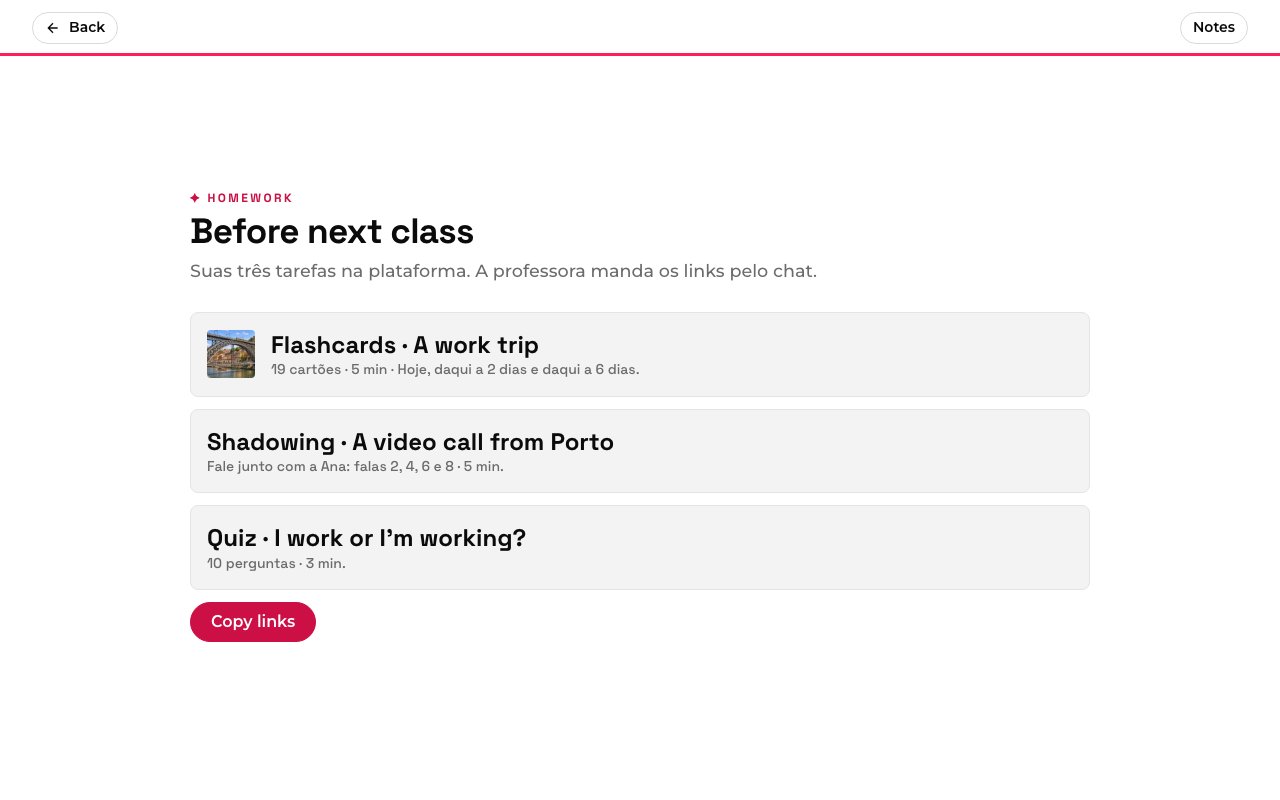 Back
Notes
HOMEWORK
Before next class
Suas três tarefas na plataforma. A professora manda os links pelo chat.
Flashcards · A work trip
19 cartões · 5 min · Hoje, daqui a 2 dias e daqui a 6 dias.
Shadowing · A video call from Porto
Fale junto com a Ana: falas 2, 4, 6 e 8 · 5 min.
Quiz · I work or I’m working?
10 perguntas · 3 min.
Copy links